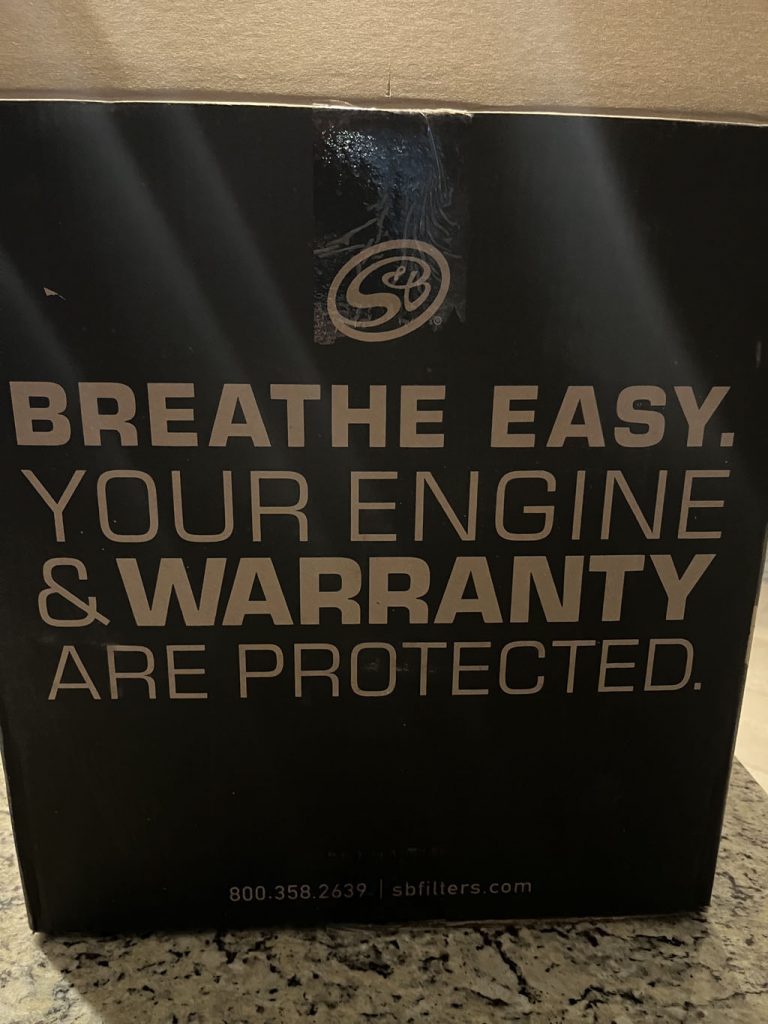 S&B®
BREATHE EASY.
YOUR ENGINE
& WARRANTY
ARE PROTECTED.
800.358.2639 | sbfilters.com